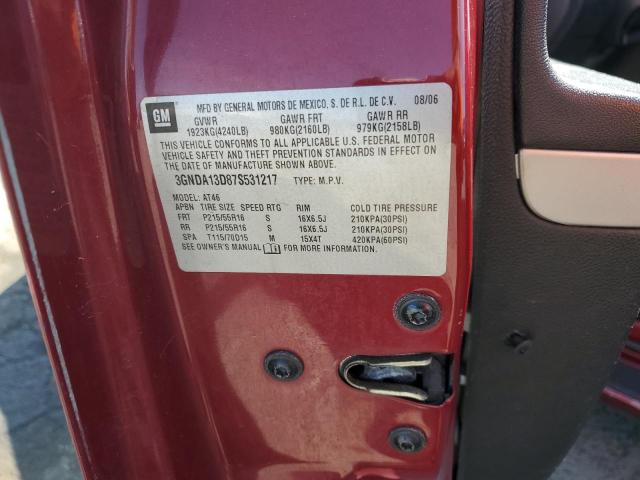 GM MFD BY GENERAL MOTORS DE MEXICO, S. DE R.L. DE C.V. 08/06
GVWR GAWR FRT GAWR RR
1923KG(4240LB) 980KG(2160LB) 979KG(2158LB)
THIS VEHICLE CONFORMS TO ALL APPLICABLE U.S. FEDERAL MOTOR
VEHICLE SAFETY AND THEFT PREVENTION STANDARDS IN EFFECT ON
THE DATE OF MANUFACTURE SHOWN ABOVE.
3GNDA13D87S531217 TYPE: M.P.V.
MODEL: AT46
APBN TIRE SIZE SPEED RTG RIM COLD TIRE PRESSURE
FRT P215/55R16 S 16X6.5J 210KPA(30PSI)
RR P215/55R16 S 16X6.5J 210KPA(30PSI)
SPA T115/70D15 M 15X4T 420KPA(60PSI)
SEE OWNER'S MANUAL FOR MORE INFORMATION.